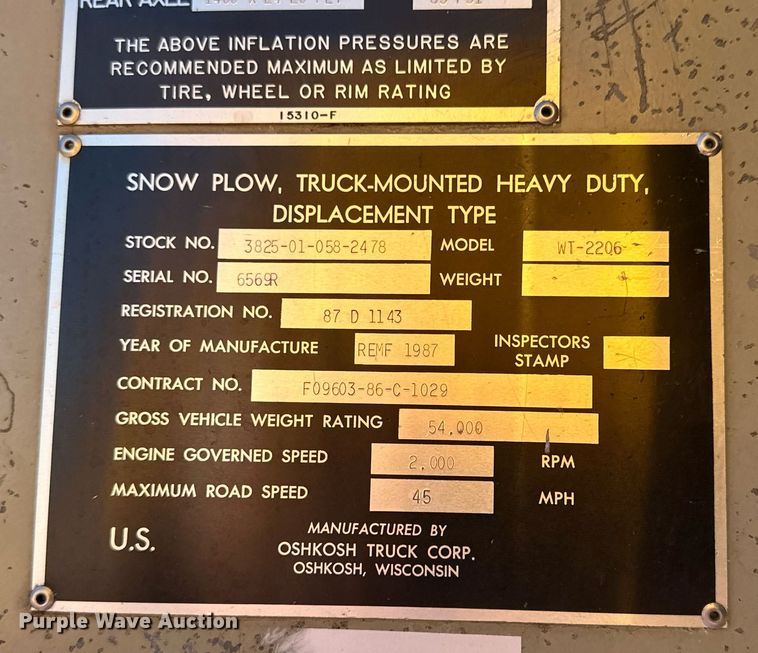 REAR AXLE
THE ABOVE INFLATION PRESSURES ARE
RECOMMENDED MAXIMUM AS LIMITED BY
TIRE, WHEEL OR RIM RATING
15310-F
SNOW PLOW, TRUCK-MOUNTED HEAVY DUTY,
DISPLACEMENT TYPE
STOCK NO. 3825-01-058-2478 MODEL WT-2206
SERIAL NO. 6569R WEIGHT
REGISTRATION NO. 87 D 1143
YEAR OF MANUFACTURE REMF 1987 INSPECTORS STAMP
CONTRACT NO. F09603-86-C-1029
GROSS VEHICLE WEIGHT RATING 54,000
ENGINE GOVERNED SPEED 2,000 RPM
MAXIMUM ROAD SPEED 45 MPH
U.S. MANUFACTURED BY
OSHKOSH TRUCK CORP.
OSHKOSH, WISCONSIN
Purple Wave Auction